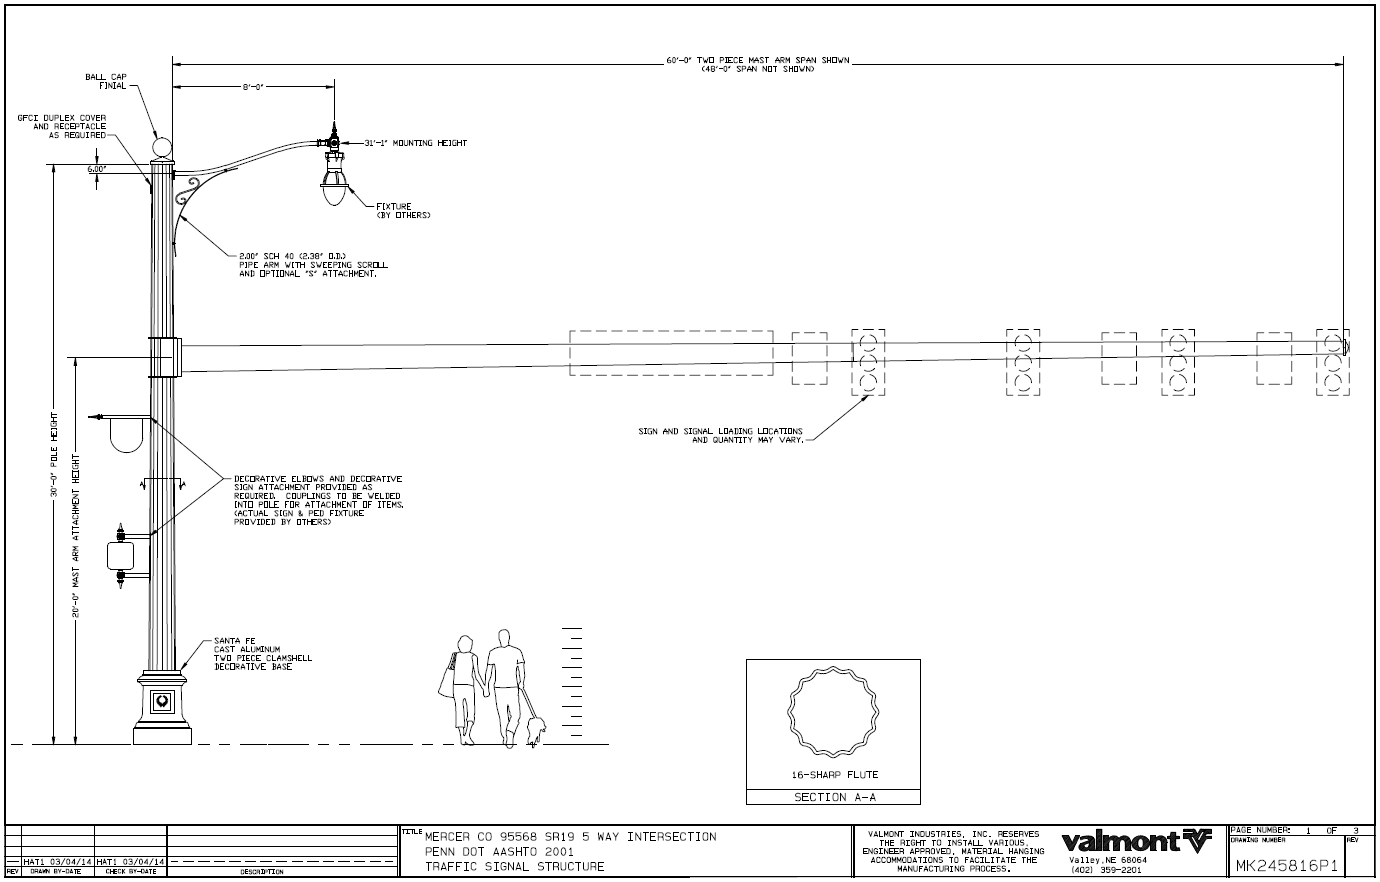 60'-0" TWO PIECE MAST ARM SPAN SHOWN
(48'-0" SPAN NOT SHOWN)
BALL CAP
FINIAL
8'-0"
GFCI DUPLEX COVER
AND RECEPTACLE
AS REQUIRED
31'-1" MOUNTING HEIGHT
6.00"
FIXTURE
(BY OTHERS)
2.00" SCH 40 (2.38" O.D.)
PIPE ARM WITH SWEEPING SCROLL
AND OPTIONAL "S" ATTACHMENT.
SIGN AND SIGNAL LOADING LOCATIONS
AND QUANTITY MAY VARY.
30'-0" POLE HEIGHT
20'-0" MAST ARM ATTACHMENT HEIGHT
A A
DECORATIVE ELBOWS AND DECORATIVE
SIGN ATTACHMENT PROVIDED AS
REQUIRED. COUPLINGS TO BE WELDED
INTO POLE FOR ATTACHMENT OF ITEMS.
(ACTUAL SIGN & PED FIXTURE
PROVIDED BY OTHERS)
SANTA FE
CAST ALUMINUM
TWO PIECE CLAMSHELL
DECORATIVE BASE
16-SHARP FLUTE
SECTION A-A
HAT1 03/04/14 HAT1 03/04/14
REV DRAWN BY-DATE CHECK BY-DATE DESCRIPTION
TITLE
MERCER CO 95568 SR19 5 WAY INTERSECTION
PENN DOT AASHTO 2001
TRAFFIC SIGNAL STRUCTURE
VALMONT INDUSTRIES, INC. RESERVES
THE RIGHT TO INSTALL VARIOUS,
ENGINEER APPROVED, MATERIAL HANGING
ACCOMMODATIONS TO FACILITATE THE
MANUFACTURING PROCESS.
valmont
Valley,NE 68064
(402) 359-2201
PAGE NUMBER: 1 OF 3
DRAWING NUMBER REV
MK245816P1